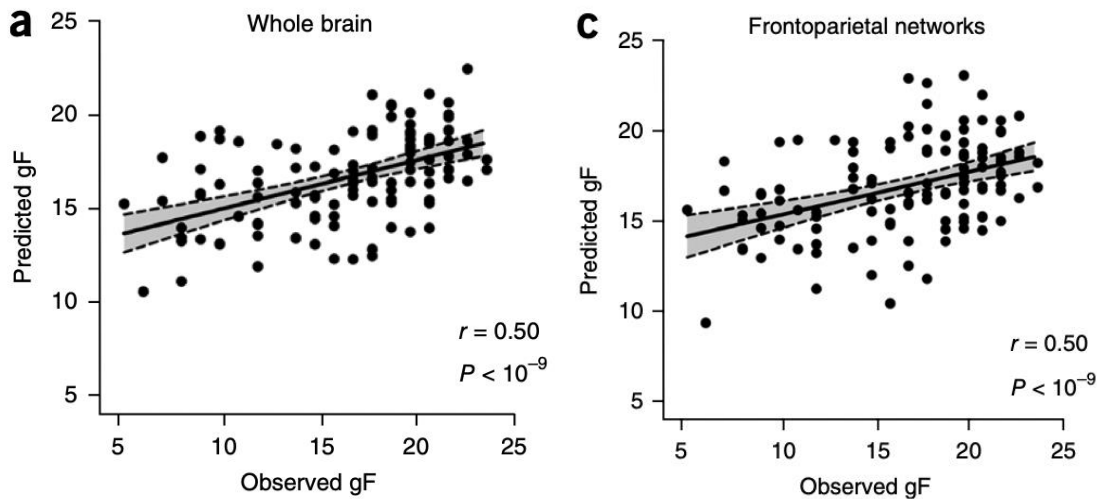 a
Whole brain
25
20
15
10
5
Predicted gF
r = 0.50
P < 10⁻⁹
5 10 15 20 25
Observed gF
c
Frontoparietal networks
25
20
15
10
5
Predicted gF
r = 0.50
P < 10⁻⁹
5 10 15 20 25
Observed gF